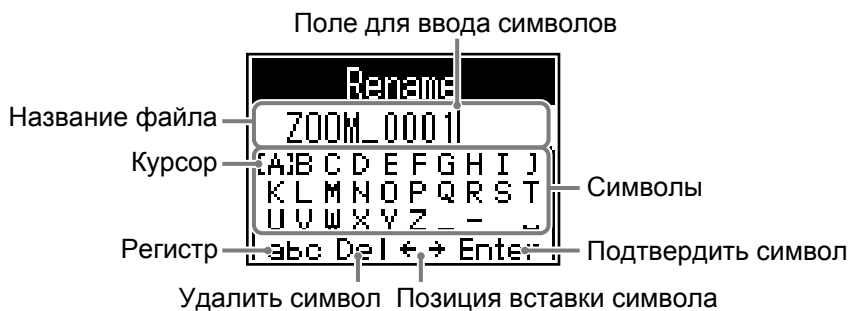 Поле для ввода символов
Rename
Название файла
ZOOM_0001
Курсор
[A]B C D E F G H I J
K L M N O P Q R S T
U V W X Y Z _ - ␣
Символы
Регистр
abc Del ←→ Enter
Подтвердить символ
Удалить символ Позиция вставки символа